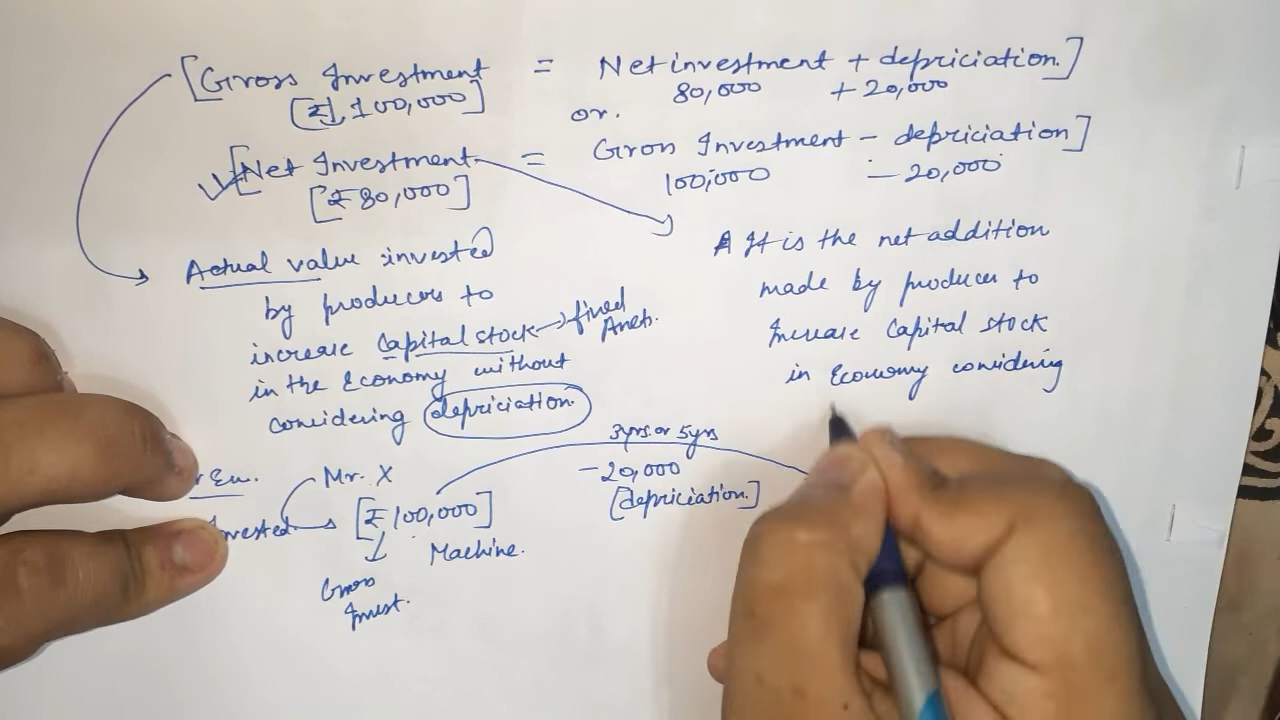 [Gross Investment = Net investment + depriciation.]
[₹ 1,00,000] 80,000 + 20,000
or.
[Net Investment = Gross Investment - depriciation]
[₹ 80,000] 100,000 - 20,000
Actual value invested
by producers to
increase capital stock → fixed
Assets.
in the Economy without
considering depriciation.
It is the net addition
made by producer to
Increase Capital stock
in Economy considering
3yrs. or 5yrs
Mr. X
- 20,000
[depriciation.]
[₹ 100,000]
Machine.
Gross
Invest.